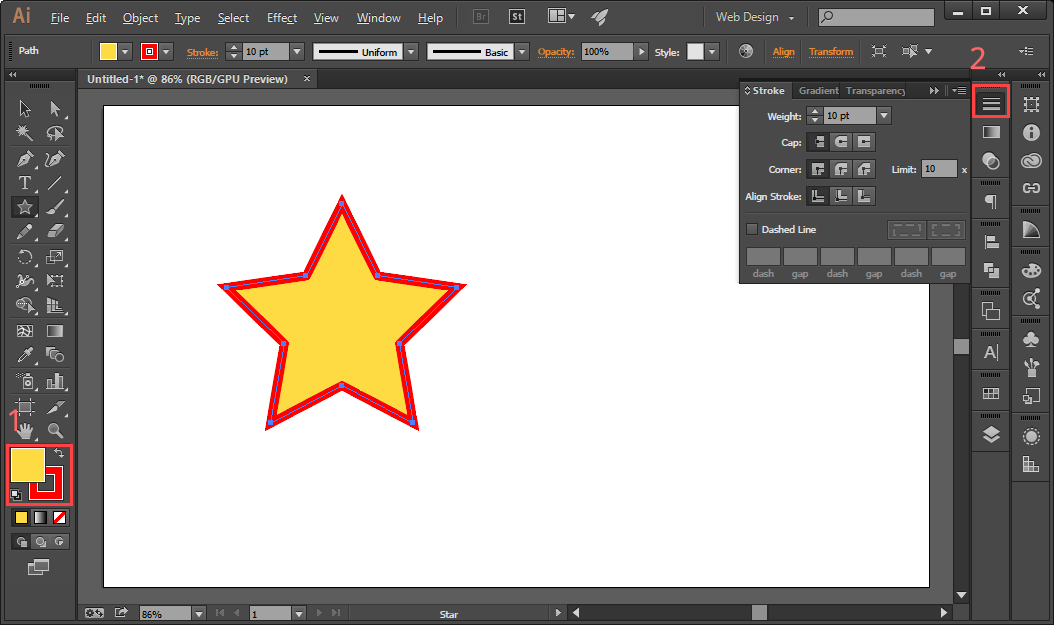 Ai File Edit Object Type Select Effect View Window Help Br St Web Design
Path Stroke: 10 pt Uniform Basic Opacity: 100% Style: Align Transform
2
Untitled-1* @ 86% (RGB/GPU Preview) ×
Stroke Gradient Transparency
Weight: 10 pt
Cap:
Corner: Limit: 10 x
Align Stroke:
Dashed Line
dash gap dash gap dash gap
1
86% 1 Star